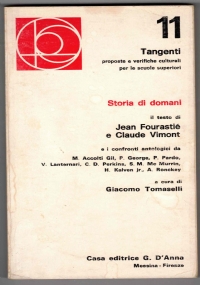 11
Tangenti
proposte e verifiche culturali
per le scuole superiori
Storia di domani
il testo di
Jean Fourastiè
e Claude Vimont
e i confronti antologici da
M. Accolti Gil, F. George, P. Pardo,
V. Lanternari, C. D. Perkins, S. M. Mc Murrin,
H. Kelven jr., A. Ronckey
a cura di
Giacomo Tomaselli
Casa editrice G. D'Anna
Messina - Firenze